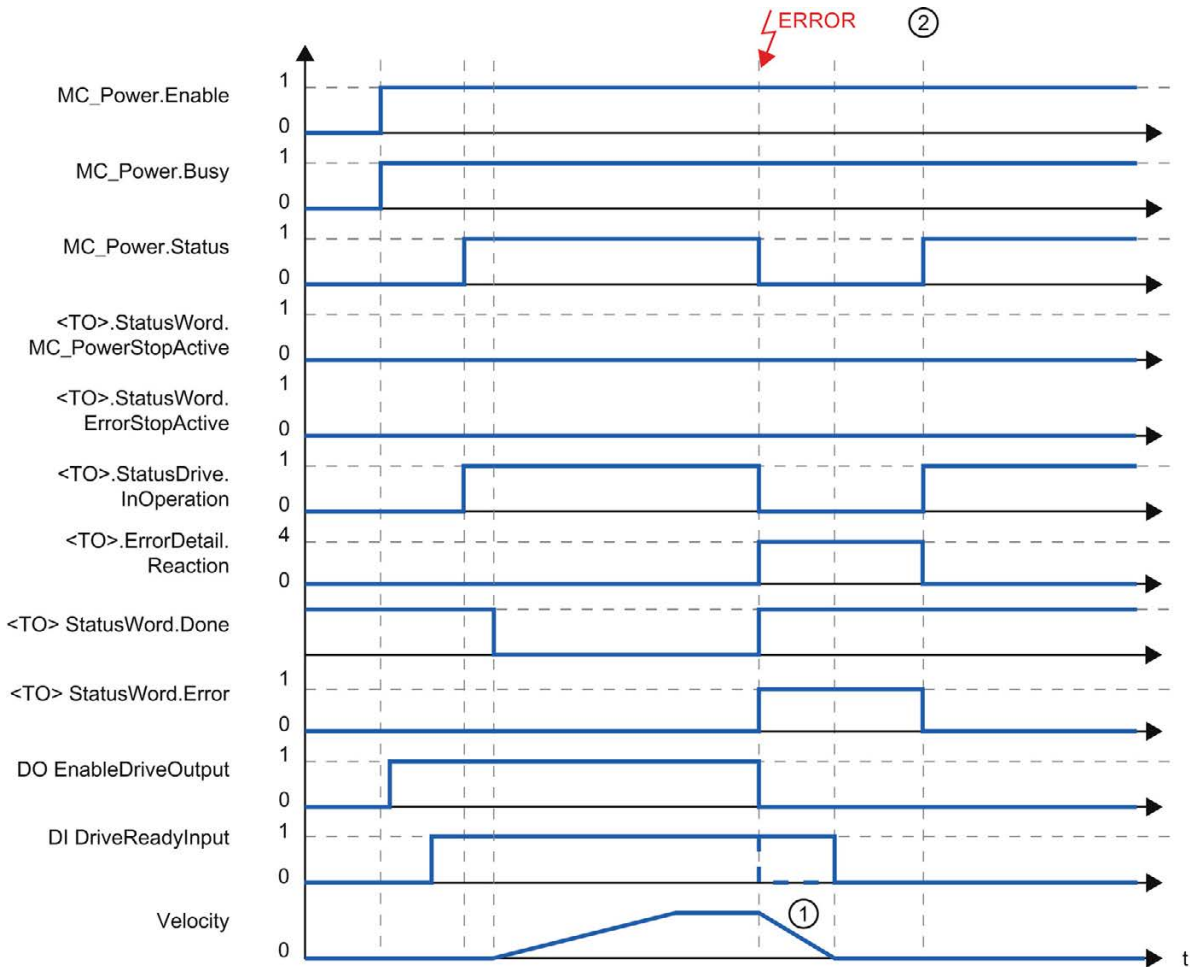 ERROR
②
MC_Power.Enable
1
0
MC_Power.Busy
1
0
MC_Power.Status
1
0
<TO>.StatusWord.
MC_PowerStopActive
1
0
<TO>.StatusWord.
ErrorStopActive
1
0
<TO>.StatusDrive.
InOperation
1
0
<TO>.ErrorDetail.
Reaction
4
0
<TO> StatusWord.Done
<TO> StatusWord.Error
1
0
DO EnableDriveOutput
1
0
DI DriveReadyInput
1
0
Velocity
①
0
t